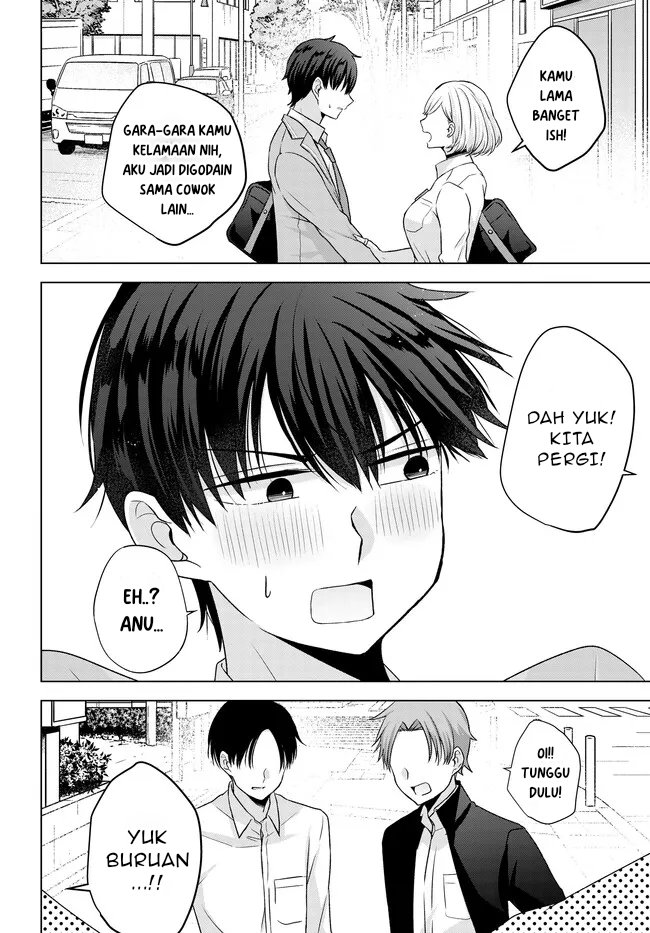 KAMU
LAMA
BANGET
ISH!
GARA-GARA KAMU
KELAMAAN NIH,
AKU JADI DIGODAIN
SAMA COWOK
LAIN...
DAH YUK!
KITA
PERGI!
EH..?
ANU...
OI!!
TUNGGU
DULU!
YUK
BURUAN
...!!